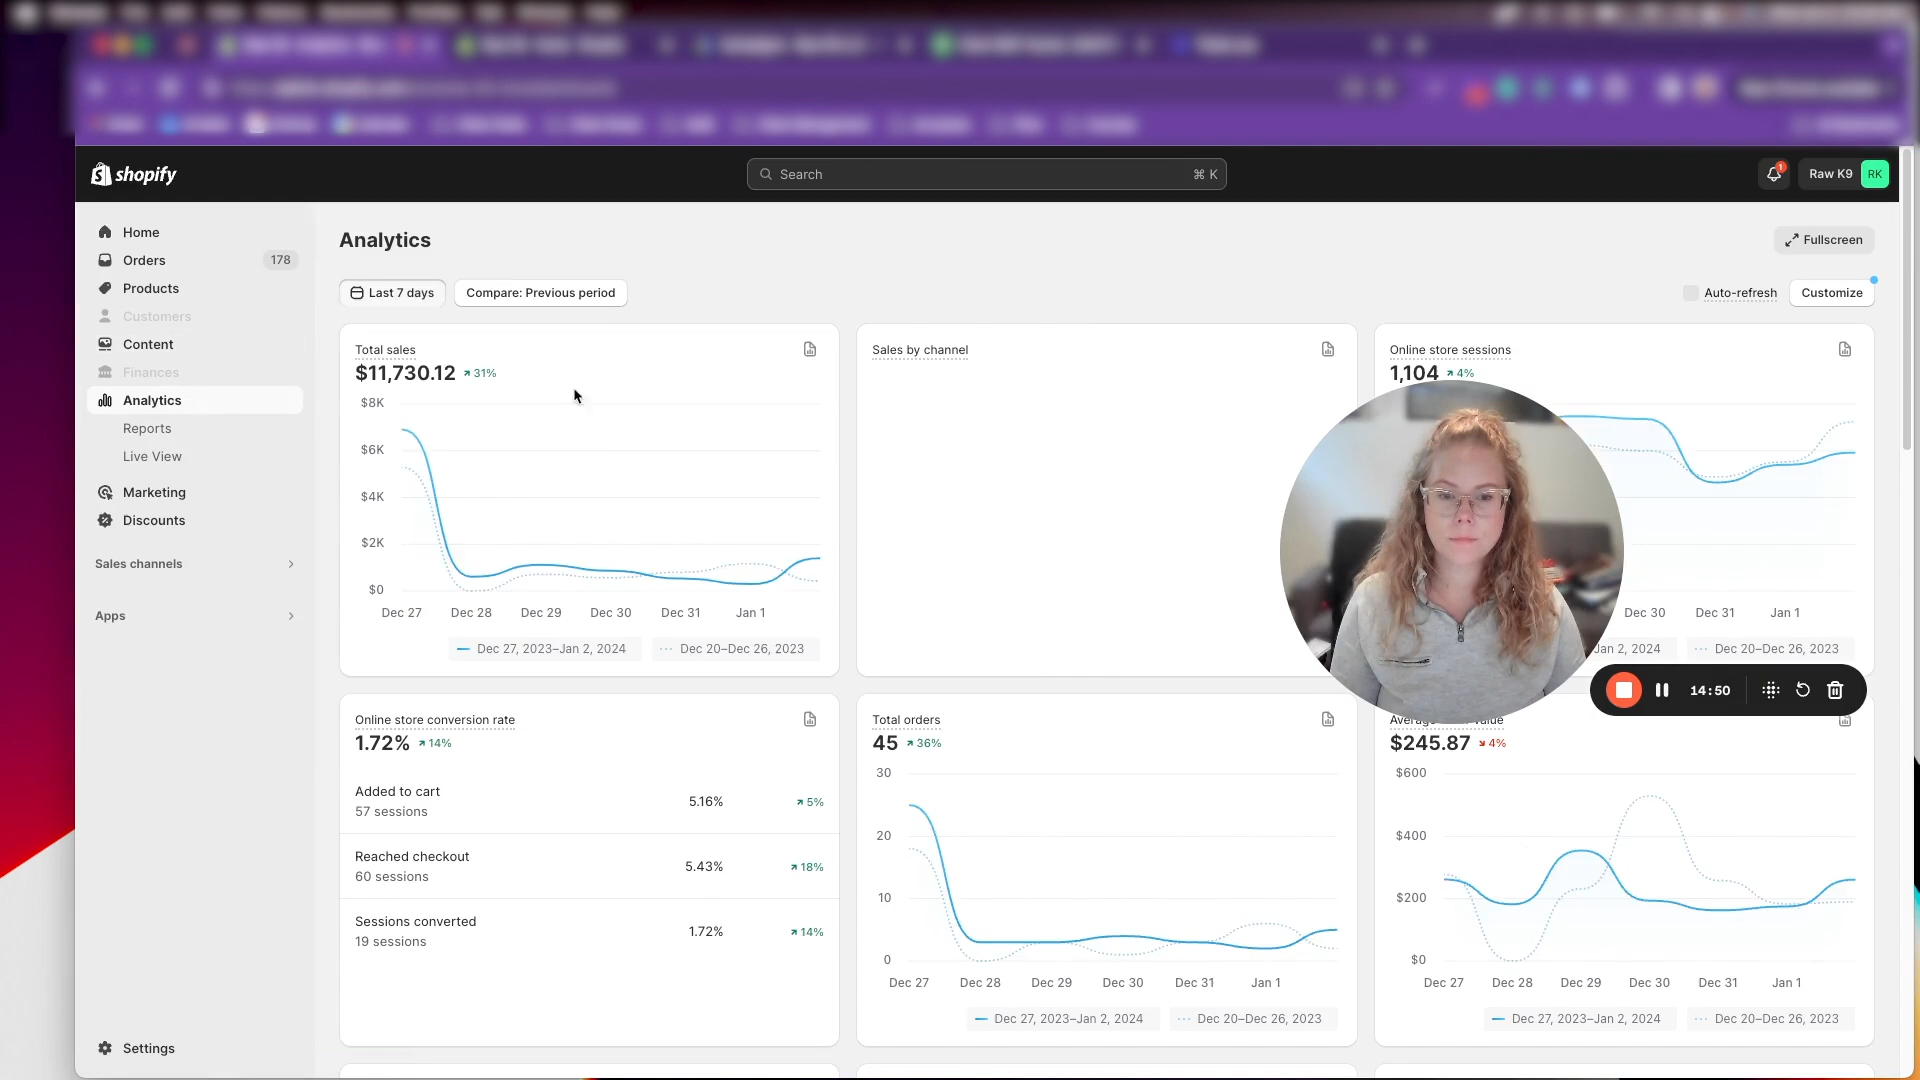 shopify
Search
⌘ K
1
Raw K9
RK
Home
Orders
178
Products
Customers
Content
Finances
Analytics
Reports
Live View
Marketing
Discounts
Sales channels
Apps
Settings
Analytics
Fullscreen
Last 7 days
Compare: Previous period
Auto-refresh
Customize
Total sales
$11,730.12
31%
$8K
$6K
$4K
$2K
$0
Dec 27
Dec 28
Dec 29
Dec 30
Dec 31
Jan 1
Dec 27, 2023–Jan 2, 2024
Dec 20–Dec 26, 2023
Sales by channel
Online store sessions
1,104
4%
Dec 30
Dec 31
Jan 1
Jan 2, 2024
Dec 20–Dec 26, 2023
14:50
Online store conversion rate
1.72%
14%
Added to cart
57 sessions
5.16%
5%
Reached checkout
60 sessions
5.43%
18%
Sessions converted
19 sessions
1.72%
14%
Total orders
45
36%
30
20
10
0
Dec 27
Dec 28
Dec 29
Dec 30
Dec 31
Jan 1
Dec 27, 2023–Jan 2, 2024
Dec 20–Dec 26, 2023
$245.87
4%
$600
$400
$200
$0
Dec 27
Dec 28
Dec 29
Dec 30
Dec 31
Jan 1
Dec 27, 2023–Jan 2, 2024
Dec 20–Dec 26, 2023